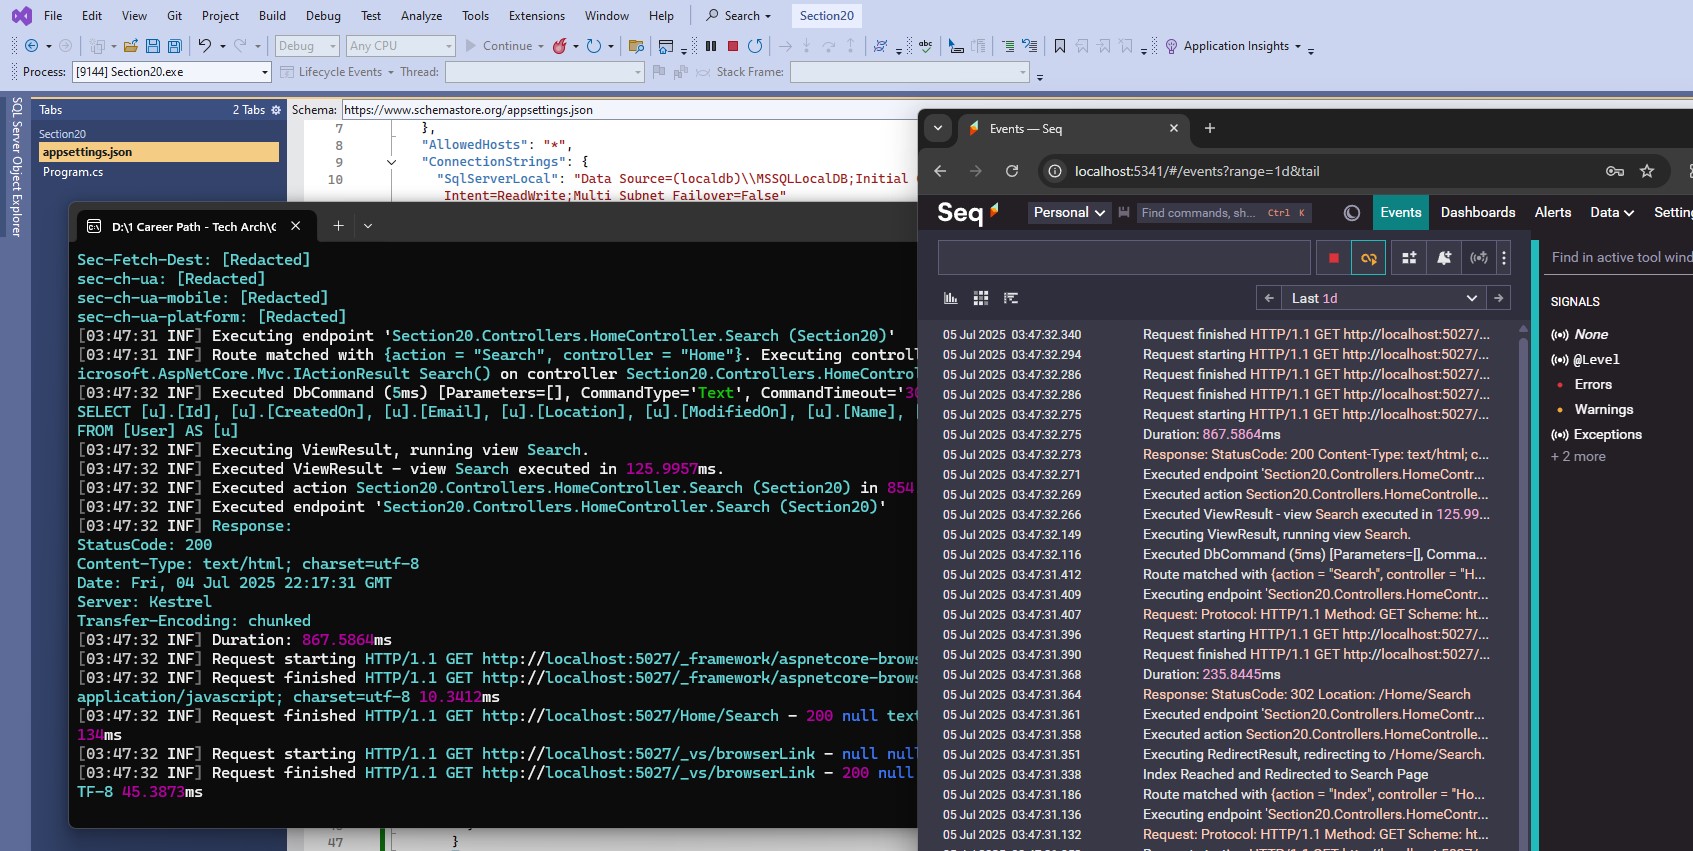 File Edit View Git Project Build Debug Test Analyze Tools Extensions Window Help Search Section20
Debug Any CPU Continue Application Insights
Process: [9144] Section20.exe Lifecycle Events Thread: Stack Frame:
SQL Server Object Explorer
Tabs 2 Tabs
Section20
appsettings.json
Program.cs
Schema: https://www.schemastore.org/appsettings.json
7 },
8 "AllowedHosts": "*",
9 "ConnectionStrings": {
10 "SqlServerLocal": "Data Source=(localdb)\\MSSQLLocalDB;Initial
Intent=ReadWrite;Multi Subnet Failover=False"
D:\1 Career Path - Tech Arch\
Sec-Fetch-Dest: [Redacted]
sec-ch-ua: [Redacted]
sec-ch-ua-mobile: [Redacted]
sec-ch-ua-platform: [Redacted]
[03:47:31 INF] Executing endpoint 'Section20.Controllers.HomeController.Search (Section20)'
[03:47:31 INF] Route matched with {action = "Search", controller = "Home"}. Executing controll
icrosoft.AspNetCore.Mvc.IActionResult Search() on controller Section20.Controllers.HomeControl
[03:47:32 INF] Executed DbCommand (5ms) [Parameters=[], CommandType='Text', CommandTimeout='30
SELECT [u].[Id], [u].[CreatedOn], [u].[Email], [u].[Location], [u].[ModifiedOn], [u].[Name], [
FROM [User] AS [u]
[03:47:32 INF] Executing ViewResult, running view Search.
[03:47:32 INF] Executed ViewResult - view Search executed in 125.9957ms.
[03:47:32 INF] Executed action Section20.Controllers.HomeController.Search (Section20) in 854
[03:47:32 INF] Executed endpoint 'Section20.Controllers.HomeController.Search (Section20)'
[03:47:32 INF] Response:
StatusCode: 200
Content-Type: text/html; charset=utf-8
Date: Fri, 04 Jul 2025 22:17:31 GMT
Server: Kestrel
Transfer-Encoding: chunked
[03:47:32 INF] Duration: 867.5864ms
[03:47:32 INF] Request starting HTTP/1.1 GET http://localhost:5027/_framework/aspnetcore-brows
[03:47:32 INF] Request finished HTTP/1.1 GET http://localhost:5027/_framework/aspnetcore-brows
application/javascript; charset=utf-8 10.3412ms
[03:47:32 INF] Request finished HTTP/1.1 GET http://localhost:5027/Home/Search - 200 null text
134ms
[03:47:32 INF] Request starting HTTP/1.1 GET http://localhost:5027/_vs/browserLink - null null
[03:47:32 INF] Request finished HTTP/1.1 GET http://localhost:5027/_vs/browserLink - 200 null
TF-8 45.3873ms
47 }
Events — Seq
localhost:5341/#/events?range=1d&tail
Seq Personal Find commands, sh... Ctrl K Events Dashboards Alerts Data Setting
Last 1d
05 Jul 2025 03:47:32.340 Request finished HTTP/1.1 GET http://localhost:5027/...
05 Jul 2025 03:47:32.294 Request starting HTTP/1.1 GET http://localhost:5027/...
05 Jul 2025 03:47:32.286 Request finished HTTP/1.1 GET http://localhost:5027/...
05 Jul 2025 03:47:32.286 Request finished HTTP/1.1 GET http://localhost:5027/...
05 Jul 2025 03:47:32.275 Request starting HTTP/1.1 GET http://localhost:5027/...
05 Jul 2025 03:47:32.275 Duration: 867.5864ms
05 Jul 2025 03:47:32.273 Response: StatusCode: 200 Content-Type: text/html; c...
05 Jul 2025 03:47:32.271 Executed endpoint 'Section20.Controllers.HomeContr...
05 Jul 2025 03:47:32.269 Executed action Section20.Controllers.HomeControlle...
05 Jul 2025 03:47:32.266 Executed ViewResult - view Search executed in 125.99...
05 Jul 2025 03:47:32.149 Executing ViewResult, running view Search.
05 Jul 2025 03:47:32.116 Executed DbCommand (5ms) [Parameters=[], Comma...
05 Jul 2025 03:47:31.412 Route matched with {action = "Search", controller = "H...
05 Jul 2025 03:47:31.409 Executing endpoint 'Section20.Controllers.HomeContr...
05 Jul 2025 03:47:31.407 Request: Protocol: HTTP/1.1 Method: GET Scheme: ht...
05 Jul 2025 03:47:31.396 Request starting HTTP/1.1 GET http://localhost:5027/...
05 Jul 2025 03:47:31.390 Request finished HTTP/1.1 GET http://localhost:5027/...
05 Jul 2025 03:47:31.368 Duration: 235.8445ms
05 Jul 2025 03:47:31.364 Response: StatusCode: 302 Location: /Home/Search
05 Jul 2025 03:47:31.361 Executed endpoint 'Section20.Controllers.HomeContr...
05 Jul 2025 03:47:31.358 Executed action Section20.Controllers.HomeControlle...
05 Jul 2025 03:47:31.351 Executing RedirectResult, redirecting to /Home/Search.
05 Jul 2025 03:47:31.338 Index Reached and Redirected to Search Page
05 Jul 2025 03:47:31.186 Route matched with {action = "Index", controller = "Ho...
05 Jul 2025 03:47:31.136 Executing endpoint 'Section20.Controllers.HomeContr...
05 Jul 2025 03:47:31.132 Request: Protocol: HTTP/1.1 Method: GET Scheme: ht...
Find in active tool wind
SIGNALS
None
@Level
Errors
Warnings
Exceptions
+ 2 more